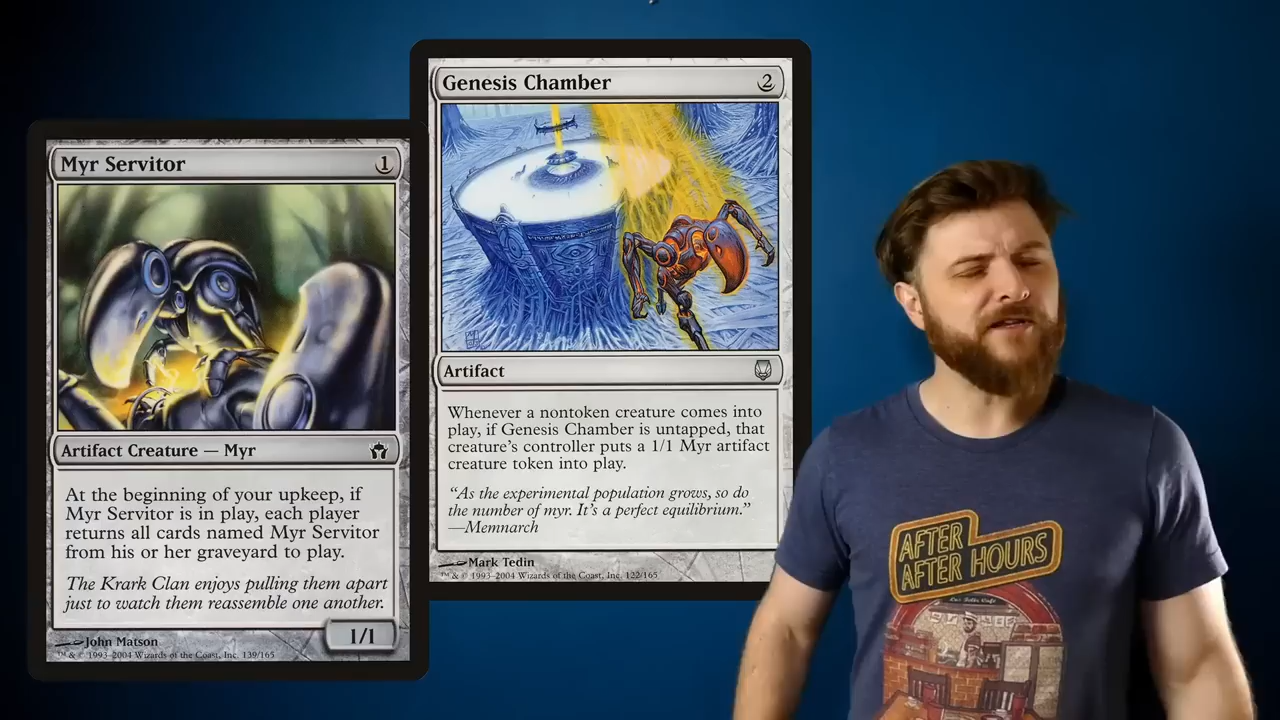 Myr Servitor 1
Artifact Creature — Myr
At the beginning of your upkeep, if
Myr Servitor is in play, each player
returns all cards named Myr Servitor
from his or her graveyard to play.
The Krark Clan enjoys pulling them apart
just to watch them reassemble one another.
John Matson
™ & © 1993-2004 Wizards of the Coast, Inc. 139/165
1/1
Genesis Chamber 2
Artifact
Whenever a nontoken creature comes into
play, if Genesis Chamber is untapped, that
creature's controller puts a 1/1 Myr artifact
creature token into play.
“As the experimental population grows, so do
the number of myr. It's a perfect equilibrium.”
—Memnarch
Mark Tedin
™ & © 1993-2004 Wizards of the Coast, Inc. 122/165
AFTER
AFTER HOURS